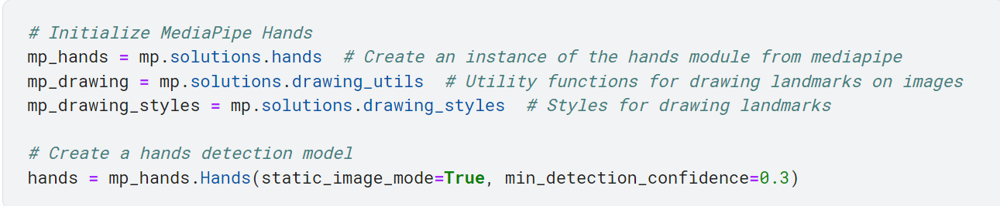 # Initialize MediaPipe Hands
mp_hands = mp.solutions.hands  # Create an instance of the hands module from mediapipe
mp_drawing = mp.solutions.drawing_utils  # Utility functions for drawing landmarks on images
mp_drawing_styles = mp.solutions.drawing_styles  # Styles for drawing landmarks
# Create a hands detection model
hands = mp_hands.Hands(static_image_mode=True, min_detection_confidence=0.3)